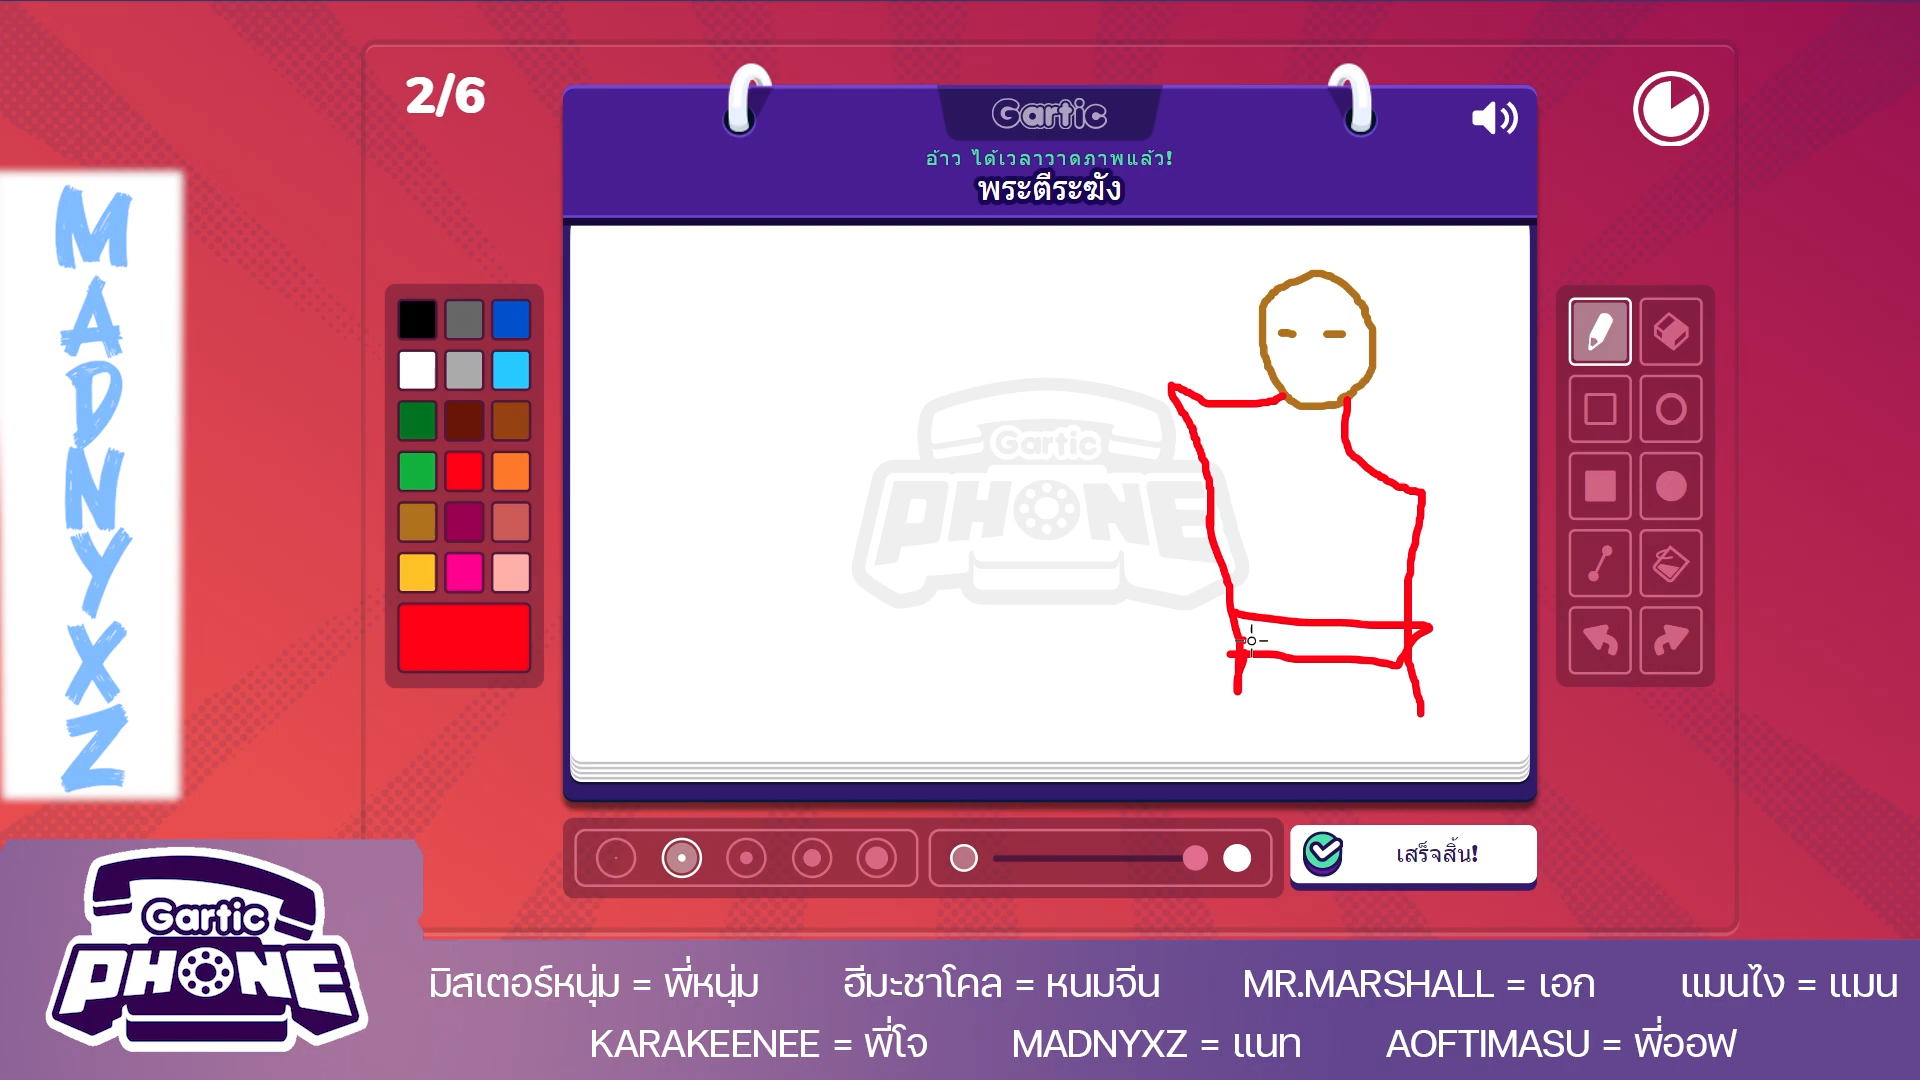 2/6
Gartic
อ้าว ได้เวลาวาดภาพแล้ว!
พระตีระฆัง
MADNYXZ
Gartic
PHONE
เสร็จสิ้น!
Gartic
PHONE
มิสเตอร์หนุ่ม = พี่หนุ่ม ฮีมะชาโคล = หนมจีน MR.MARSHALL = เอก แมนไง = แมน
KARAKEENEE = พี่โจ MADNYXZ = แนท AOFTIMASU = พี่ออฟ